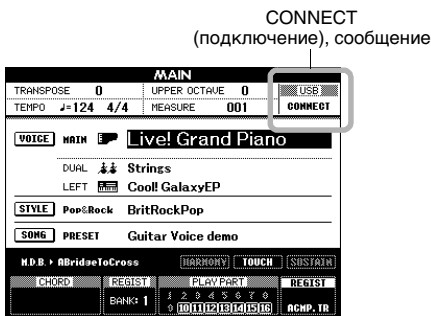 CONNECT
(подключение), сообщение
MAIN
TRANSPOSE 0 UPPER OCTAVE 0 USB
TEMPO ♩=124 4/4 MEASURE 001 CONNECT
VOICE MAIN Live! Grand Piano
DUAL Strings
LEFT Cool! GalaxyEP
STYLE Pop&Rock BritRockPop
SONG PRESET Guitar Voice demo
M.D.B. ▸ ABridgeToCross HARMONY TOUCH SUSTAIN
CHORD REGIST PLAY PART REGIST
BANK: 1 1 2 3 4 5 6 7 8
9 10 11 12 13 14 15 16 ACMP.TR